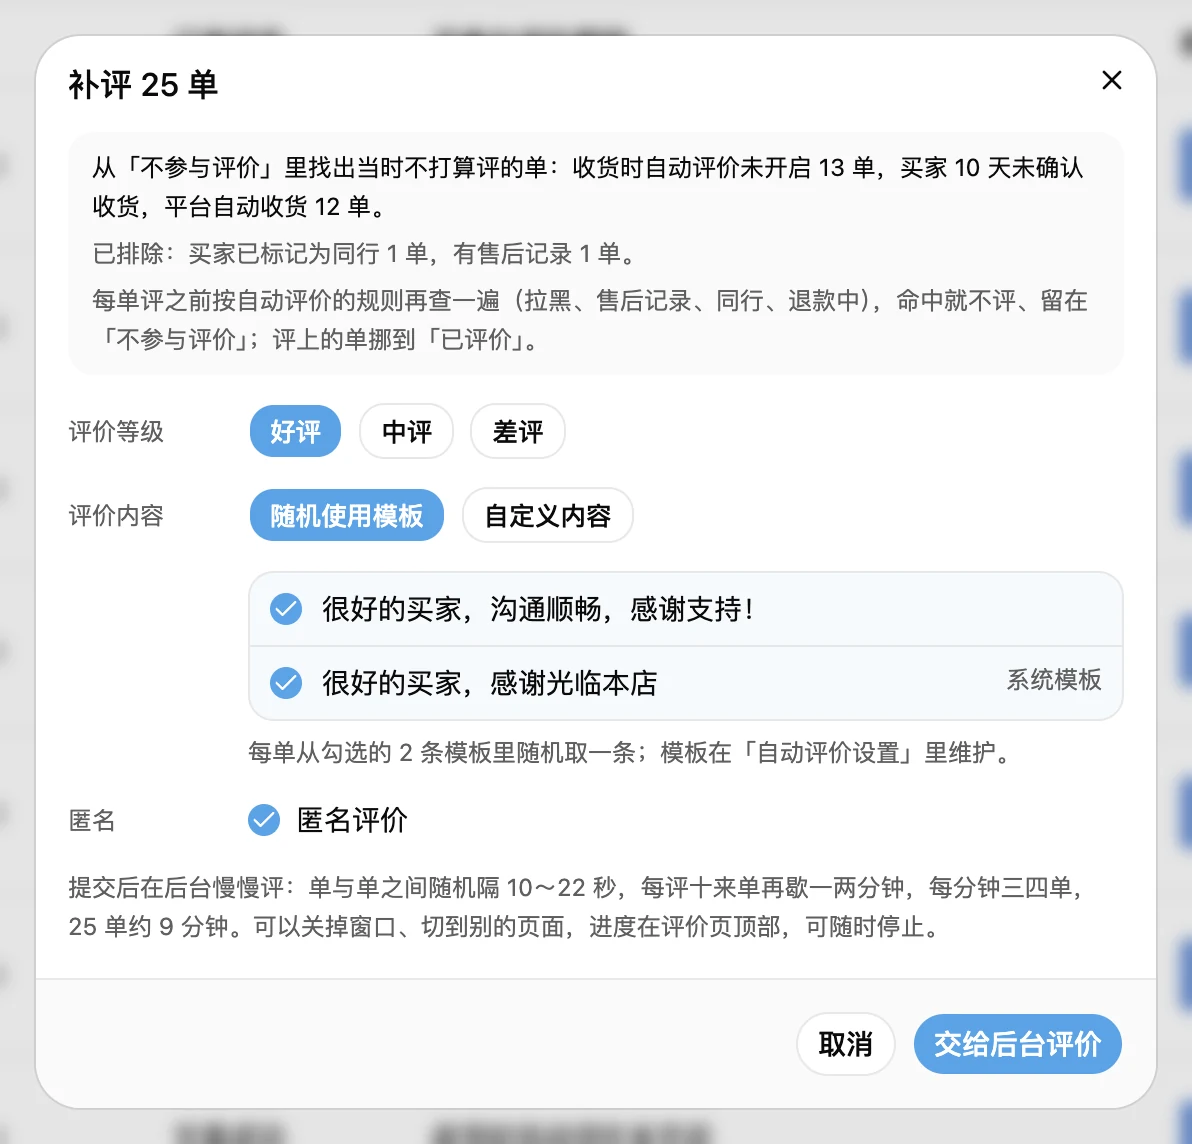 补评 25 单
从「不参与评价」里找出当时不打算评的单：收货时自动评价未开启 13 单，买家 10 天未确认
收货，平台自动收货 12 单。
已排除：买家已标记为同行 1 单，有售后记录 1 单。
每单评之前按自动评价的规则再查一遍（拉黑、售后记录、同行、退款中），命中就不评、留在
「不参与评价」；评上的单挪到「已评价」。
评价等级 好评 中评 差评
评价内容 随机使用模板 自定义内容
很好的买家，沟通顺畅，感谢支持！
很好的买家，感谢光临本店 系统模板
每单从勾选的 2 条模板里随机取一条；模板在「自动评价设置」里维护。
匿名 匿名评价
提交后在后台慢慢评：单与单之间随机隔 10～22 秒，每评十来单再歇一两分钟，每分钟三四单，
25 单约 9 分钟。可以关掉窗口、切到别的页面，进度在评价页顶部，可随时停止。
取消 交给后台评价